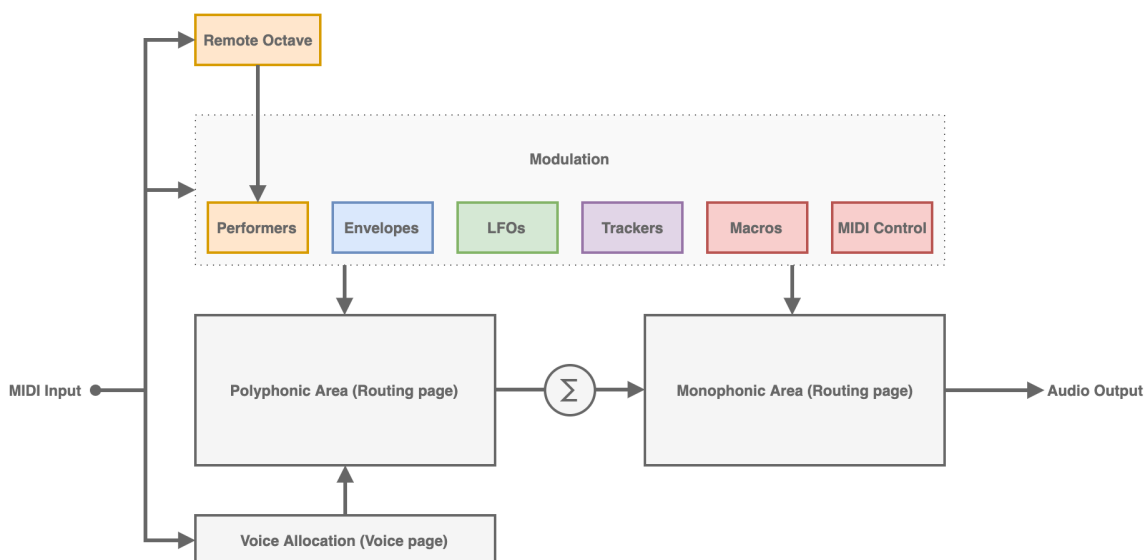 Remote Octave
Modulation
Performers
Envelopes
LFOs
Trackers
Macros
MIDI Control
MIDI Input
Polyphonic Area (Routing page)
Σ
Monophonic Area (Routing page)
Audio Output
Voice Allocation (Voice page)